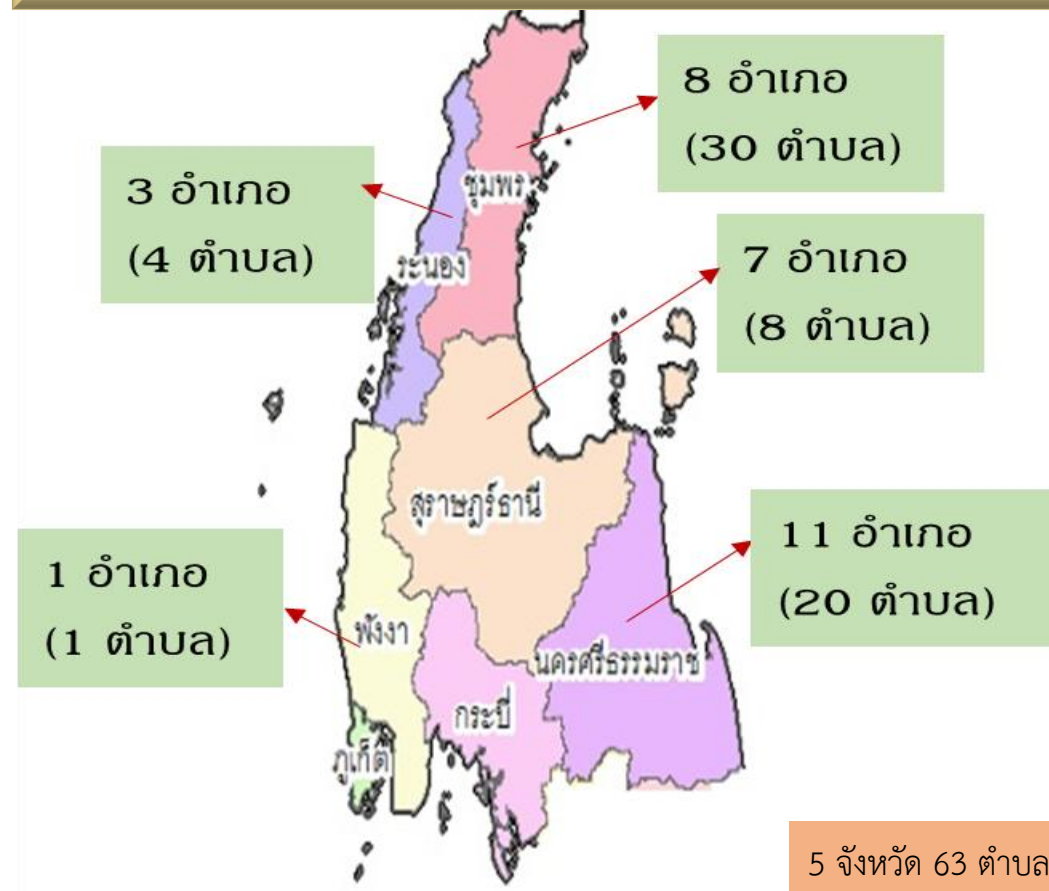 8 อำเภอ
(30 ตำบล)
3 อำเภอ
(4 ตำบล)
ชุมพร
ระนอง
7 อำเภอ
(8 ตำบล)
สุราษฎร์ธานี
11 อำเภอ
(20 ตำบล)
1 อำเภอ
(1 ตำบล)
พังงา
นครศรีธรรมราช
กระบี่
ภูเก็ต
5 จังหวัด 63 ตำบล